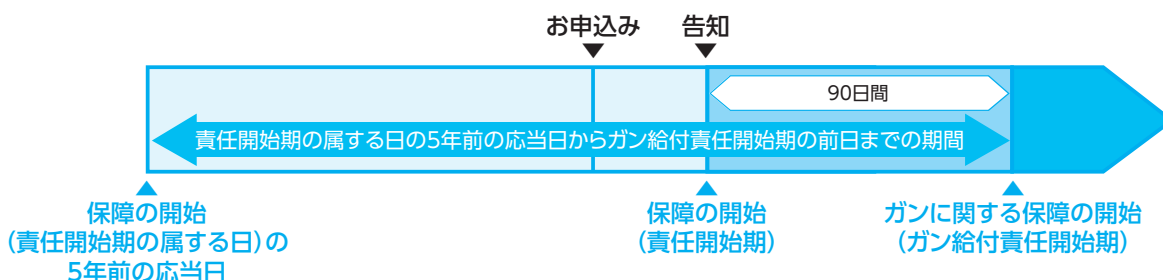 お申込み
告知
90日間
責任開始期の属する日の5年前の応当日からガン給付責任開始期の前日までの期間
保障の開始
(責任開始期の属する日)の
5年前の応当日
保障の開始
(責任開始期)
ガンに関する保障の開始
(ガン給付責任開始期)